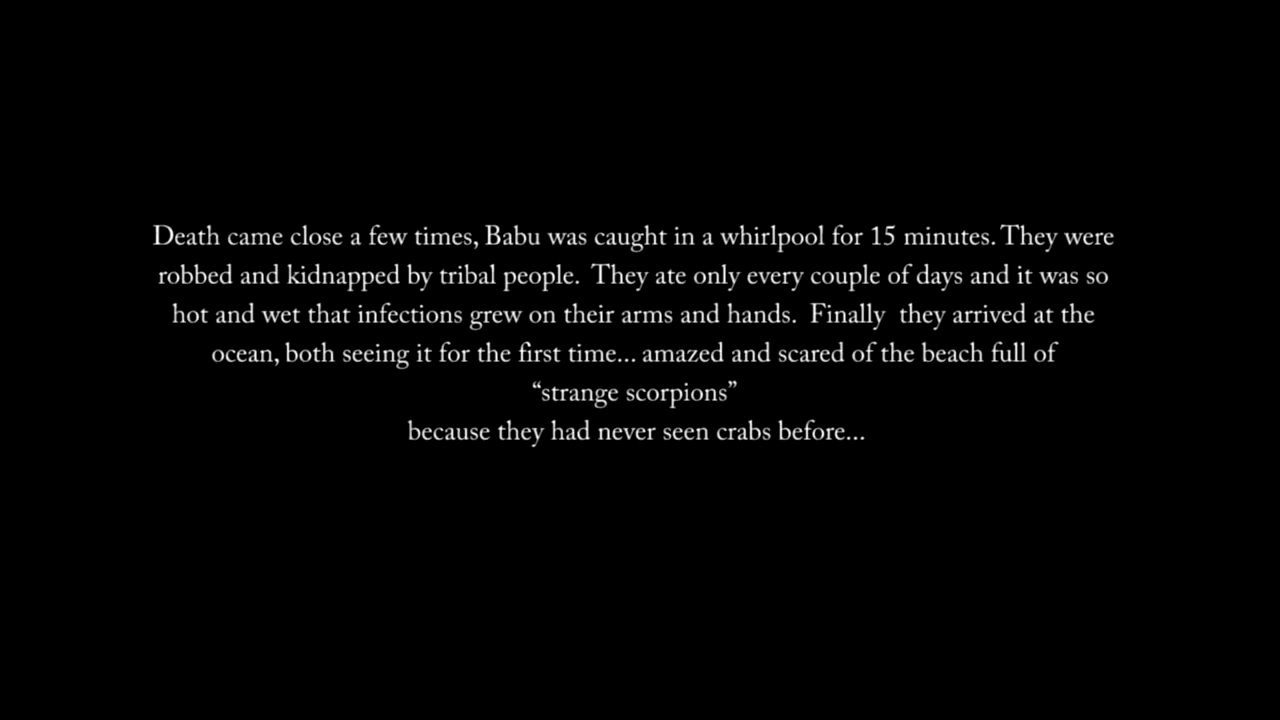 Death came close a few times, Babu was caught in a whirlpool for 15 minutes. They were
robbed and kidnapped by tribal people.  They ate only every couple of days and it was so
hot and wet that infections grew on their arms and hands.  Finally  they arrived at the
ocean, both seeing it for the first time... amazed and scared of the beach full of
“strange scorpions”
because they had never seen crabs before...